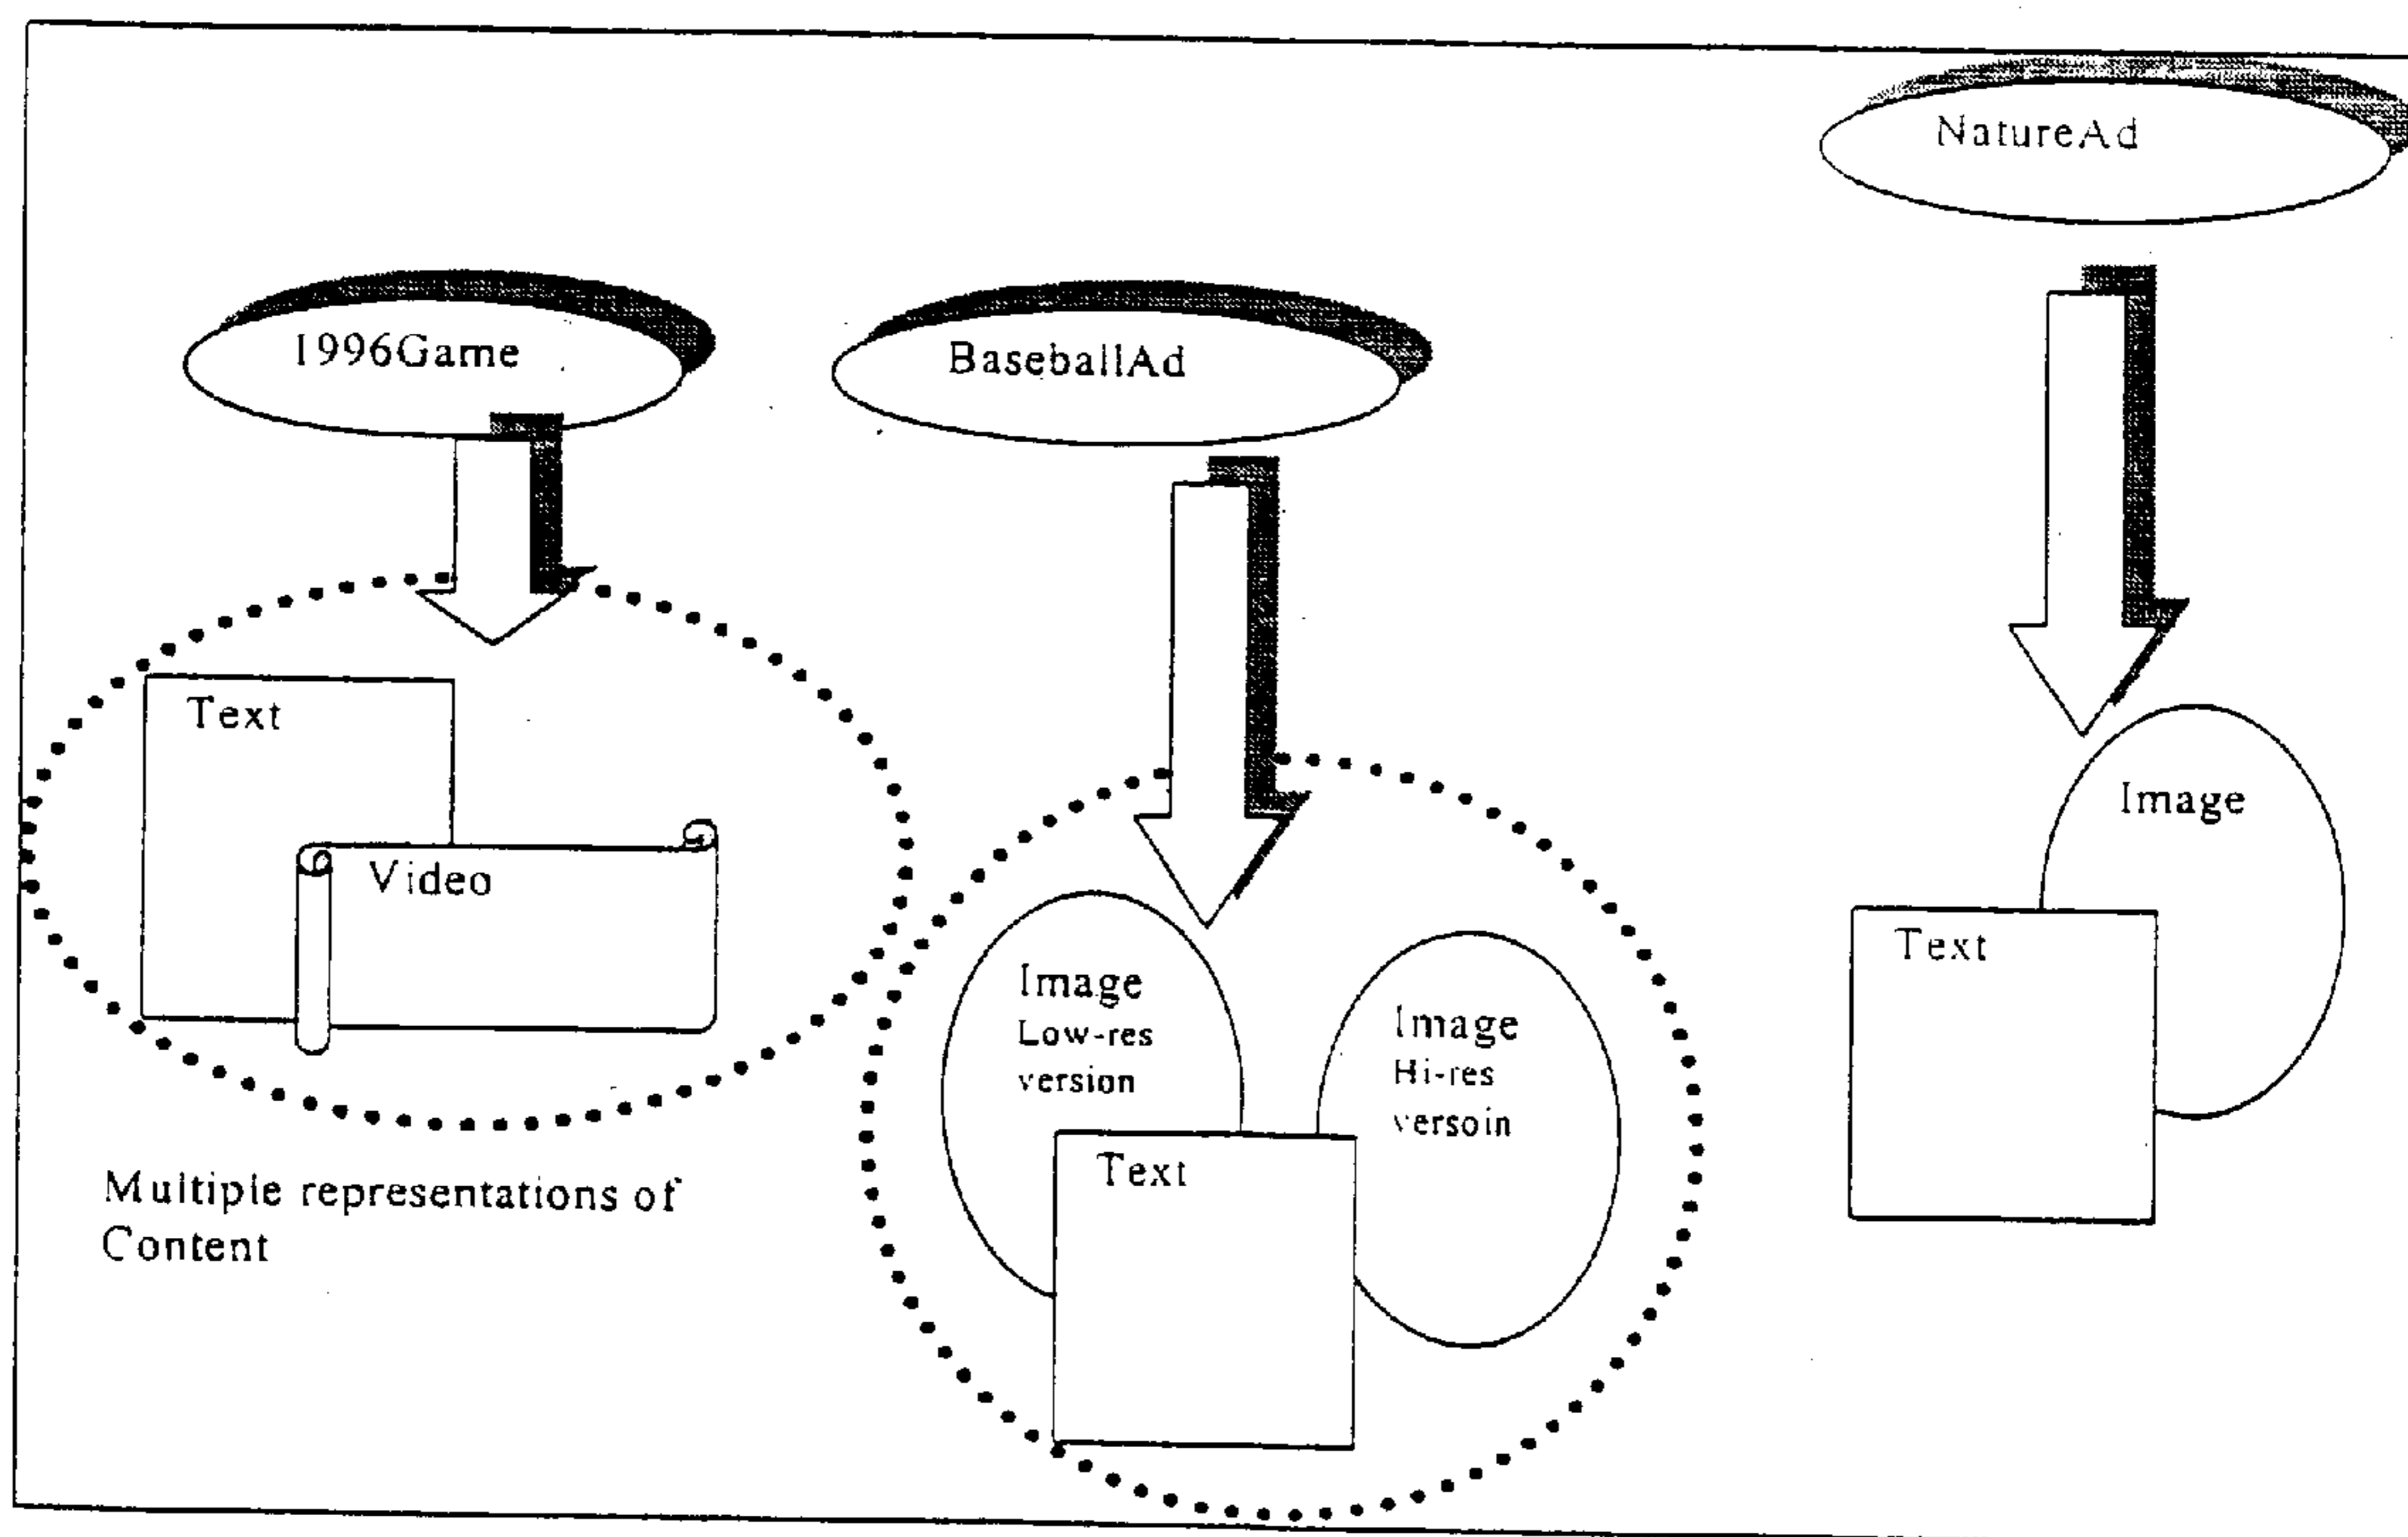 NatureAd
1996Game
BaseballAd
Text
Video
Multiple representations of
Content
Image
Low-res
version
Image
Hi-res
versoin
Text
Image
Text